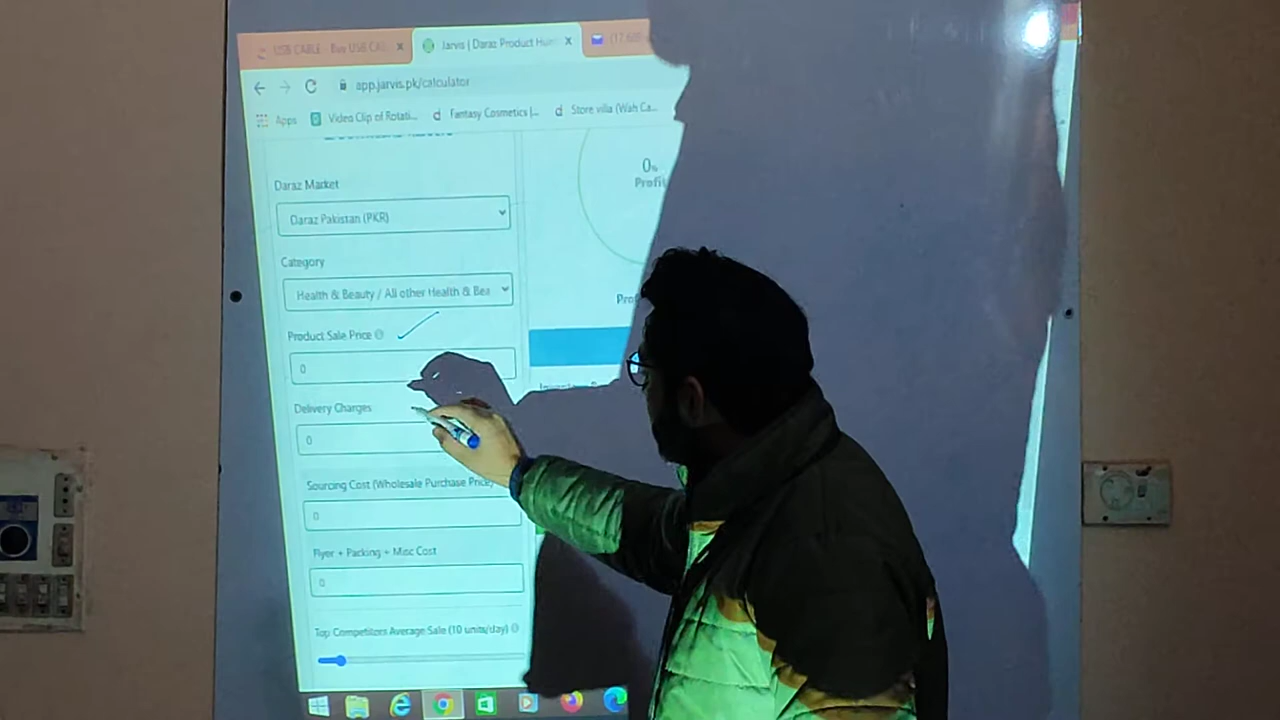 USB CABLE - Buy USB CAB
Jarvis | Daraz Product Hun
(17,608
app.jarvis.pk/calculator
Apps
Video Clip of Rotati...
Fantasy Cosmetics |...
Store villa (Wah Ca...
Daraz Market
Daraz Pakistan (PKR)
Category
Health & Beauty / All other Health & Bea
Product Sale Price
0
Delivery Charges
0
Sourcing Cost (Wholesale Purchase Price)
0
Flyer + Packing + Misc Cost
0
Top Competitors Average Sale (10 units/day)
0%
Profit